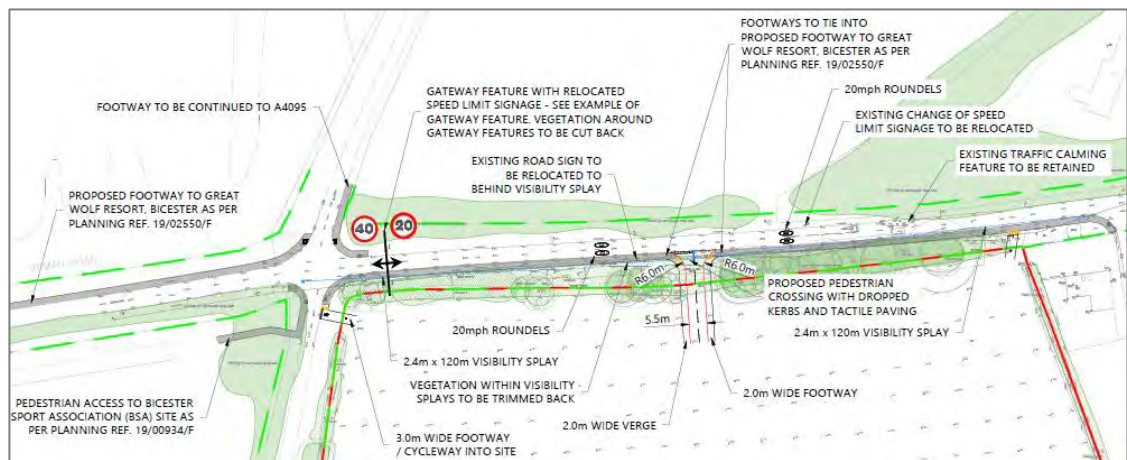 FOOTWAYS TO TIE INTO
PROPOSED FOOTWAY TO GREAT
WOLF RESORT, BICESTER AS PER
PLANNING REF. 19/02550/F
GATEWAY FEATURE WITH RELOCATED
SPEED LIMIT SIGNAGE - SEE EXAMPLE OF
GATEWAY FEATURE. VEGETATION AROUND
GATEWAY FEATURES TO BE CUT BACK
20mph ROUNDELS
FOOTWAY TO BE CONTINUED TO A4095
EXISTING CHANGE OF SPEED
LIMIT SIGNAGE TO BE RELOCATED
EXISTING ROAD SIGN TO
BE RELOCATED TO
BEHIND VISIBILITY SPLAY
EXISTING TRAFFIC CALMING
FEATURE TO BE RETAINED
PROPOSED FOOTWAY TO GREAT
WOLF RESORT, BICESTER AS PER
PLANNING REF. 19/02550/F
40
20
R6.0m
R6.0m
PROPOSED PEDESTRIAN
CROSSING WITH DROPPED
KERBS AND TACTILE PAVING
5.5m
20mph ROUNDELS
2.4m x 120m VISIBILITY SPLAY
2.4m x 120m VISIBILITY SPLAY
VEGETATION WITHIN VISIBILITY
SPLAYS TO BE TRIMMED BACK
2.0m WIDE FOOTWAY
PEDESTRIAN ACCESS TO BICESTER
SPORT ASSOCIATION (BSA) SITE AS
PER PLANNING REF. 19/00934/F
2.0m WIDE VERGE
3.0m WIDE FOOTWAY
/ CYCLEWAY INTO SITE